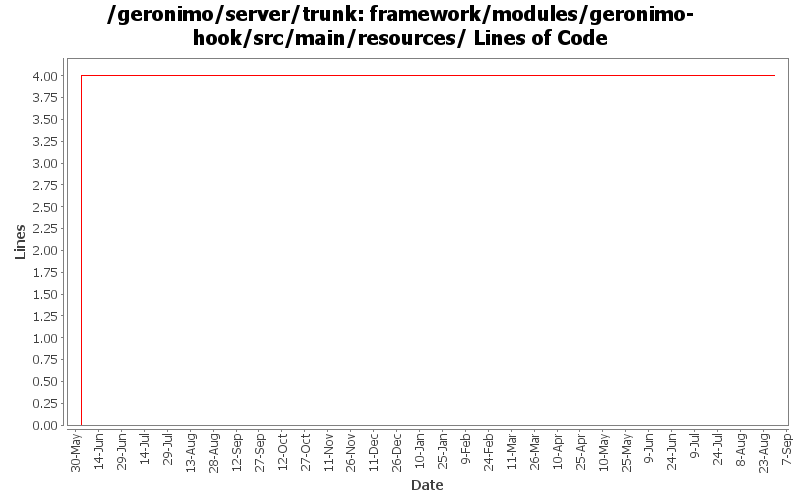 /geronimo/server/trunk: framework/modules/geronimo-
hook/src/main/resources/ Lines of Code
Lines
4.00
3.75
3.50
3.25
3.00
2.75
2.50
2.25
2.00
1.75
1.50
1.25
1.00
0.75
0.50
0.25
0.00
30-May
14-Jun
29-Jun
14-Jul
29-Jul
13-Aug
28-Aug
12-Sep
27-Sep
12-Oct
27-Oct
11-Nov
26-Nov
11-Dec
26-Dec
10-Jan
25-Jan
9-Feb
24-Feb
11-Mar
26-Mar
10-Apr
25-Apr
10-May
25-May
9-Jun
24-Jun
9-Jul
24-Jul
8-Aug
23-Aug
7-Sep
Date